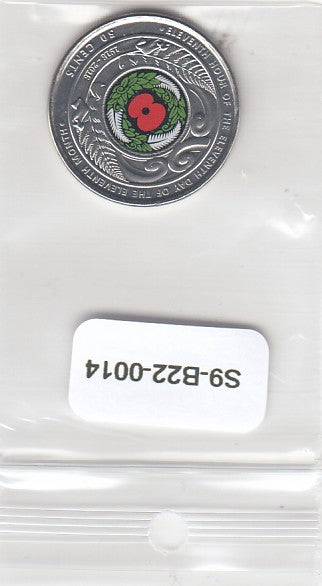 • ELEVENTH HOUR OF THE ELEVENTH DAY OF THE ELEVENTH MONTH •
50 CENTS
1918-2018
S9-B22-0014